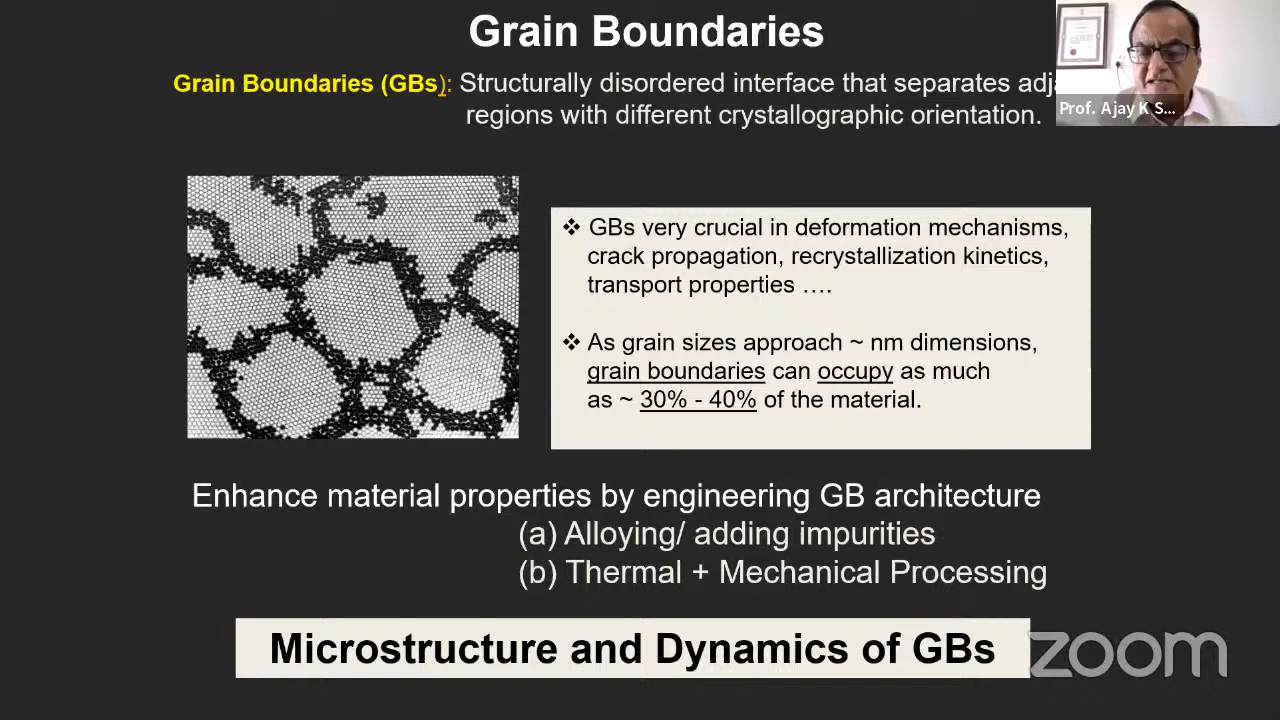 Grain Boundaries
Grain Boundaries (GBs): Structurally disordered interface that separates
regions with different crystallographic orientation.
Prof. Ajay K S...
❖ GBs very crucial in deformation mechanisms,
crack propagation, recrystallization kinetics,
transport properties ….
❖ As grain sizes approach ~ nm dimensions,
grain boundaries can occupy as much
as ~ 30% - 40% of the material.
Enhance material properties by engineering GB architecture
(a) Alloying/ adding impurities
(b) Thermal + Mechanical Processing
Microstructure and Dynamics of GBs
zoom